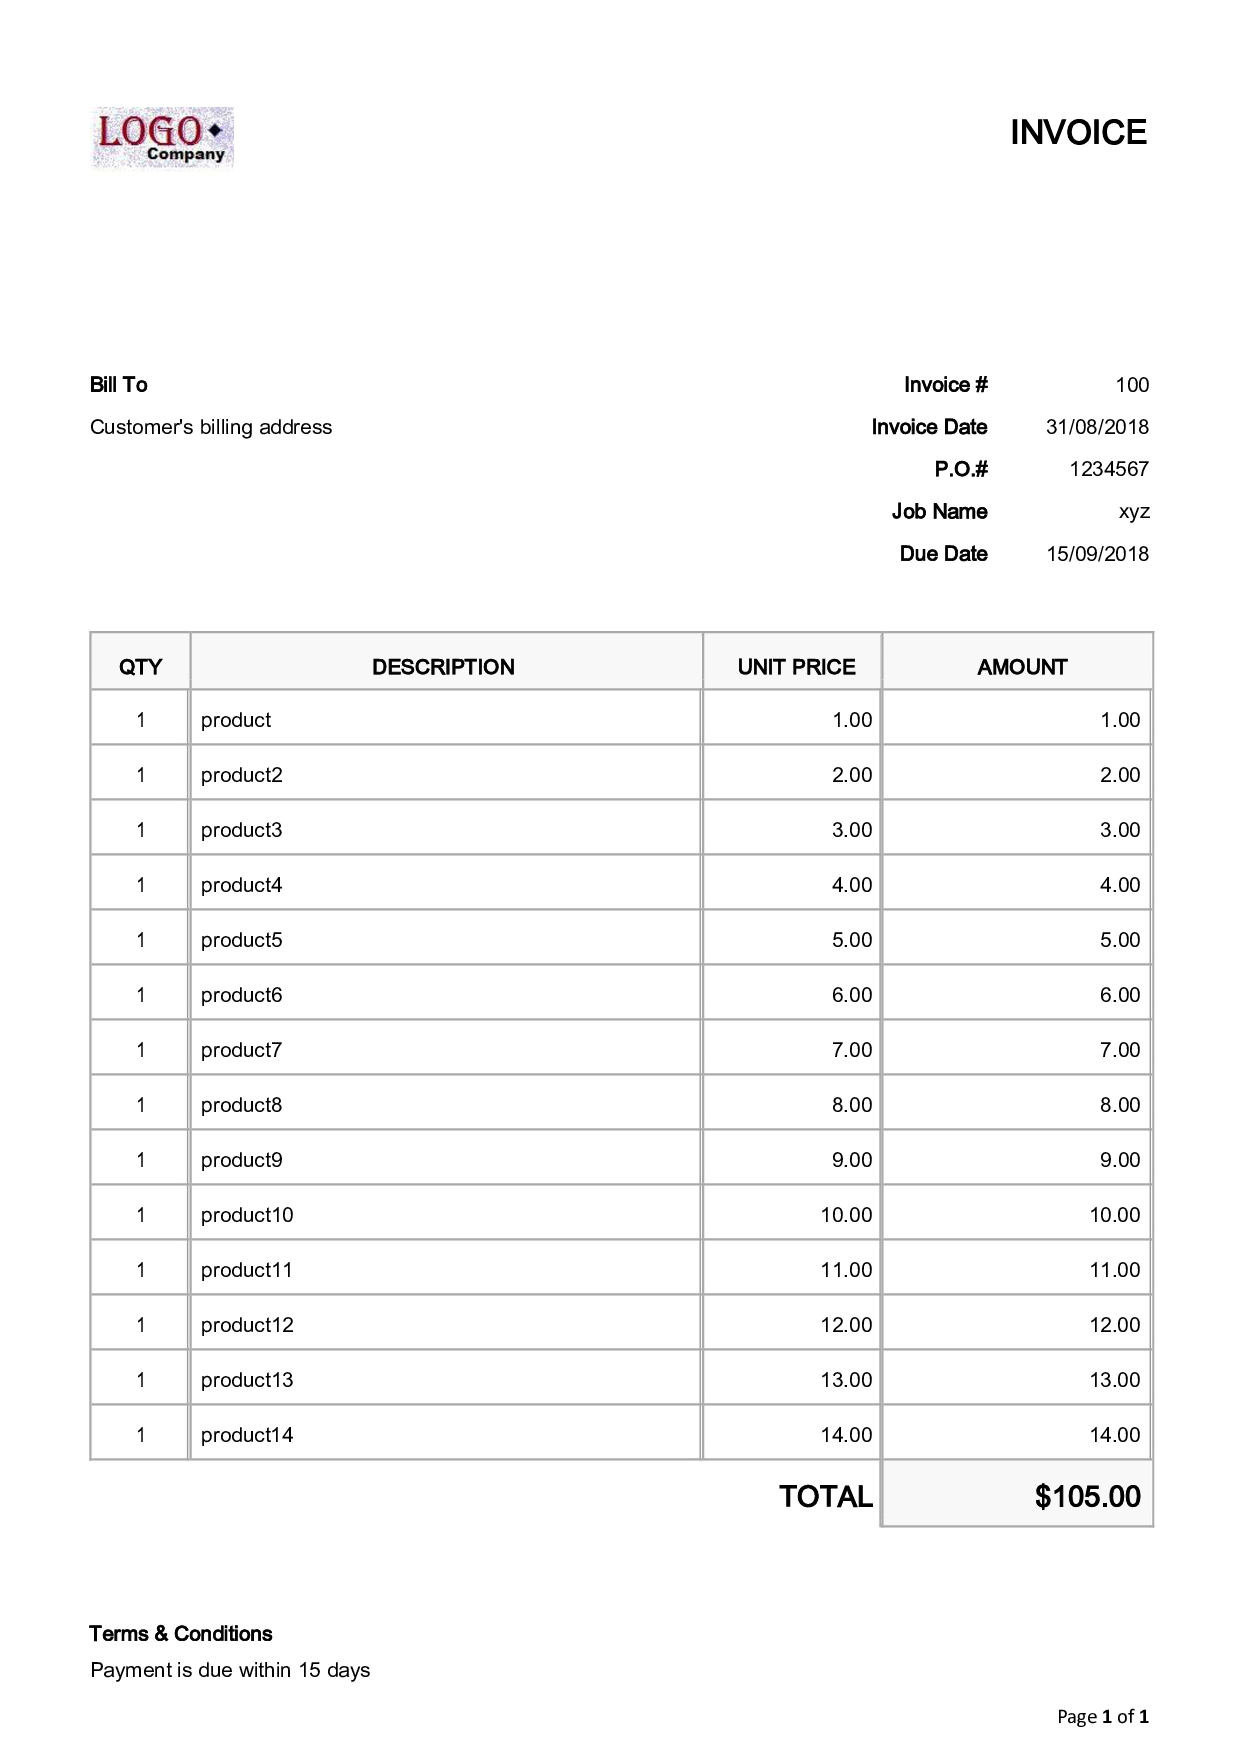 LOGO
Company
INVOICE
Bill To Invoice # 100
Customer's billing address Invoice Date 31/08/2018
P.O.# 1234567
Job Name xyz
Due Date 15/09/2018
QTY DESCRIPTION UNIT PRICE AMOUNT
1 product 1.00 1.00
1 product2 2.00 2.00
1 product3 3.00 3.00
1 product4 4.00 4.00
1 product5 5.00 5.00
1 product6 6.00 6.00
1 product7 7.00 7.00
1 product8 8.00 8.00
1 product9 9.00 9.00
1 product10 10.00 10.00
1 product11 11.00 11.00
1 product12 12.00 12.00
1 product13 13.00 13.00
1 product14 14.00 14.00
TOTAL $105.00
Terms & Conditions
Payment is due within 15 days
Page 1 of 1